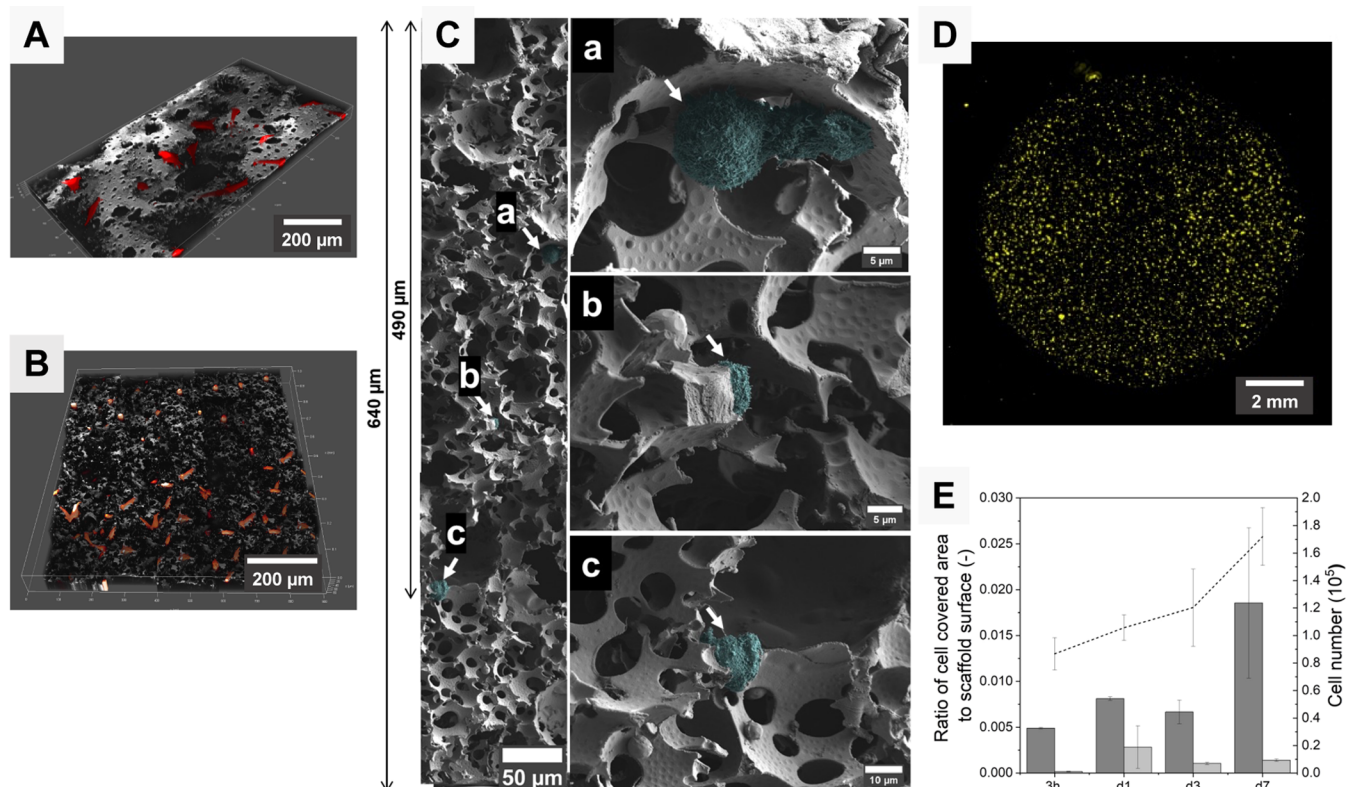 A
200 µm
B
200 µm
640 µm
490 µm
C
a
b
c
50 µm
a
5 µm
b
5 µm
c
10 µm
D
2 mm
E
Ratio of cell covered area
to scaffold surface (-)
0.030
0.025
0.020
0.015
0.010
0.005
0.000
2.0
1.8
1.6
1.4
1.2
1.0
0.8
0.6
0.4
0.2
0.0
Cell number (10⁵)
3h d1 d3 d7